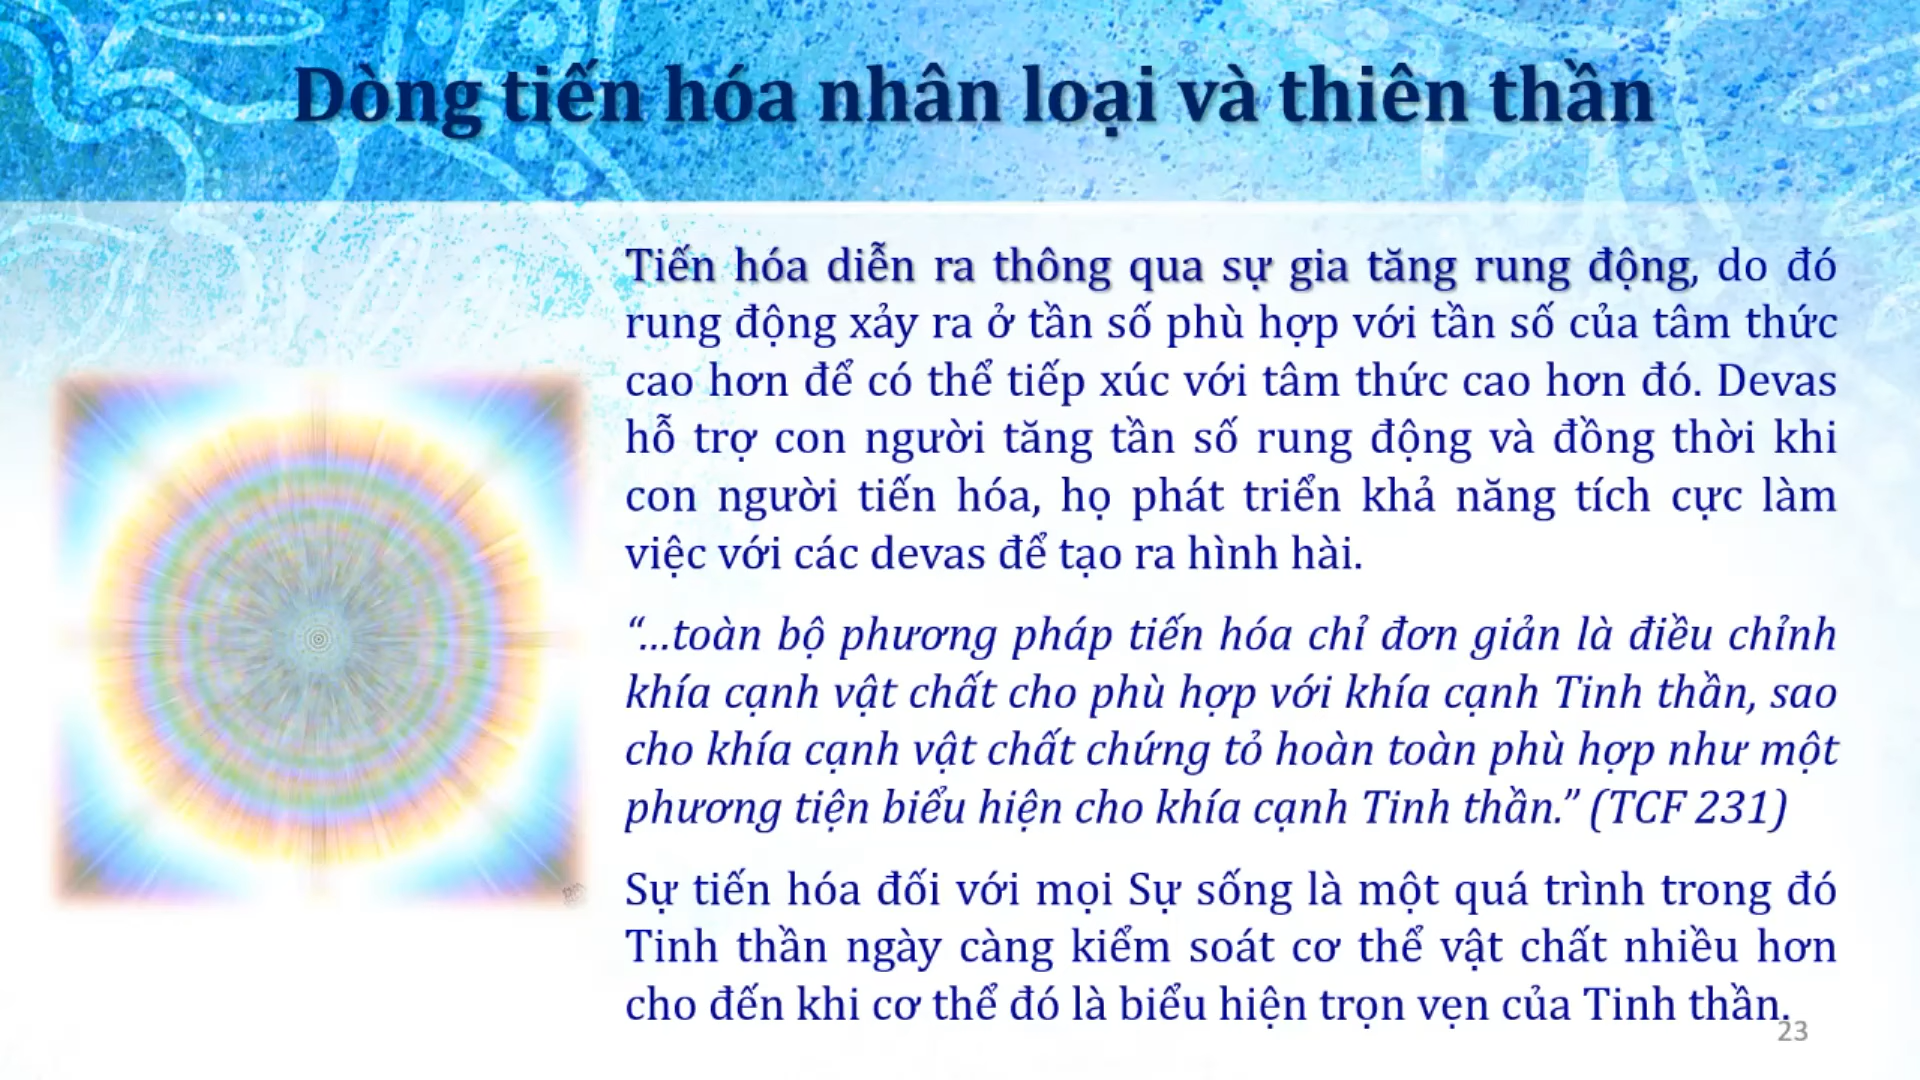 Dòng tiến hóa nhân loại và thiên thần
Tiến hóa diễn ra thông qua sự gia tăng rung động, do đó
rung động xảy ra ở tần số phù hợp với tần số của tâm thức
cao hơn để có thể tiếp xúc với tâm thức cao hơn đó. Devas
hỗ trợ con người tăng tần số rung động và đồng thời khi
con người tiến hóa, họ phát triển khả năng tích cực làm
việc với các devas để tạo ra hình hài.
“...toàn bộ phương pháp tiến hóa chỉ đơn giản là điều chỉnh
khía cạnh vật chất cho phù hợp với khía cạnh Tinh thần, sao
cho khía cạnh vật chất chứng tỏ hoàn toàn phù hợp như một
phương tiện biểu hiện cho khía cạnh Tinh thần.” (TCF 231)
Sự tiến hóa đối với mọi Sự sống là một quá trình trong đó
Tinh thần ngày càng kiểm soát cơ thể vật chất nhiều hơn
cho đến khi cơ thể đó là biểu hiện trọn vẹn của Tinh thần.
23